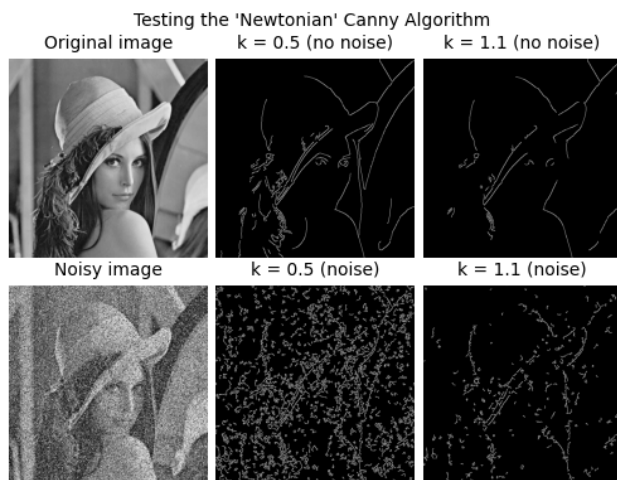 Testing the 'Newtonian' Canny Algorithm
Original image
k = 0.5 (no noise)
k = 1.1 (no noise)
Noisy image
k = 0.5 (noise)
k = 1.1 (noise)